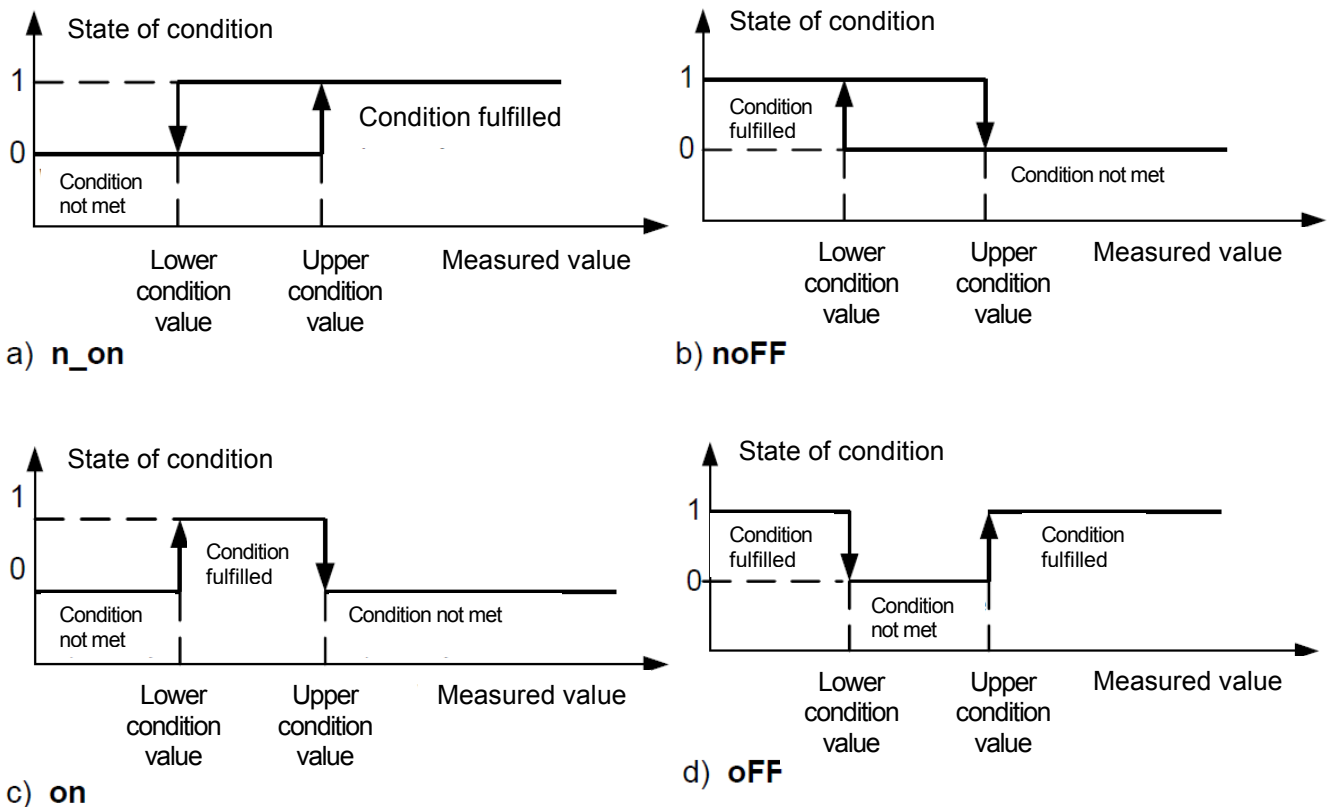 State of condition
1
0
Condition fulfilled
Condition
not met
Lower
condition
value
Upper
condition
value
Measured value
a) n_on
State of condition
1
0
Condition
fulfilled
Condition not met
Lower
condition
value
Upper
condition
value
Measured value
b) noFF
State of condition
1
0
Condition
not met
Condition
fulfilled
Condition not met
Lower
condition
value
Upper
condition
value
Measured value
c) on
State of condition
1
0
Condition
fulfilled
Condition
not met
Condition
fulfilled
Lower
condition
value
Upper
condition
value
Measured value
d) oFF